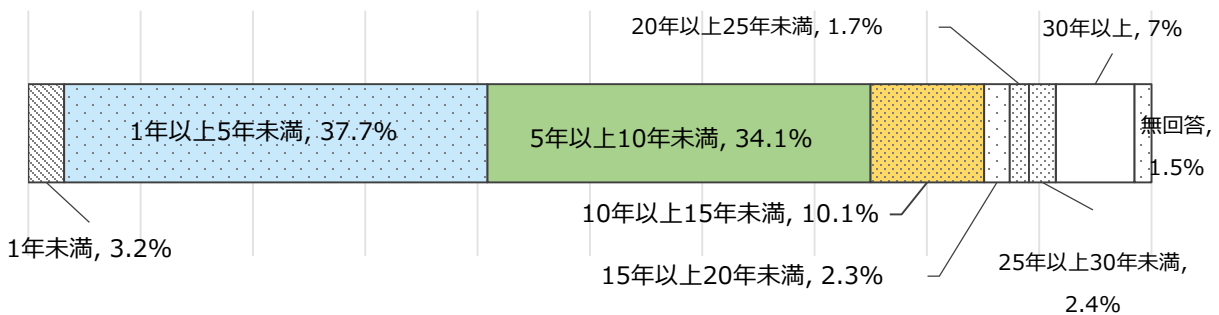 20年以上25年未満, 1.7%
30年以上, 7%
1年以上5年未満, 37.7%
5年以上10年未満, 34.1%
無回答,
1.5%
10年以上15年未満, 10.1%
1年未満, 3.2%
15年以上20年未満, 2.3%
25年以上30年未満,
2.4%